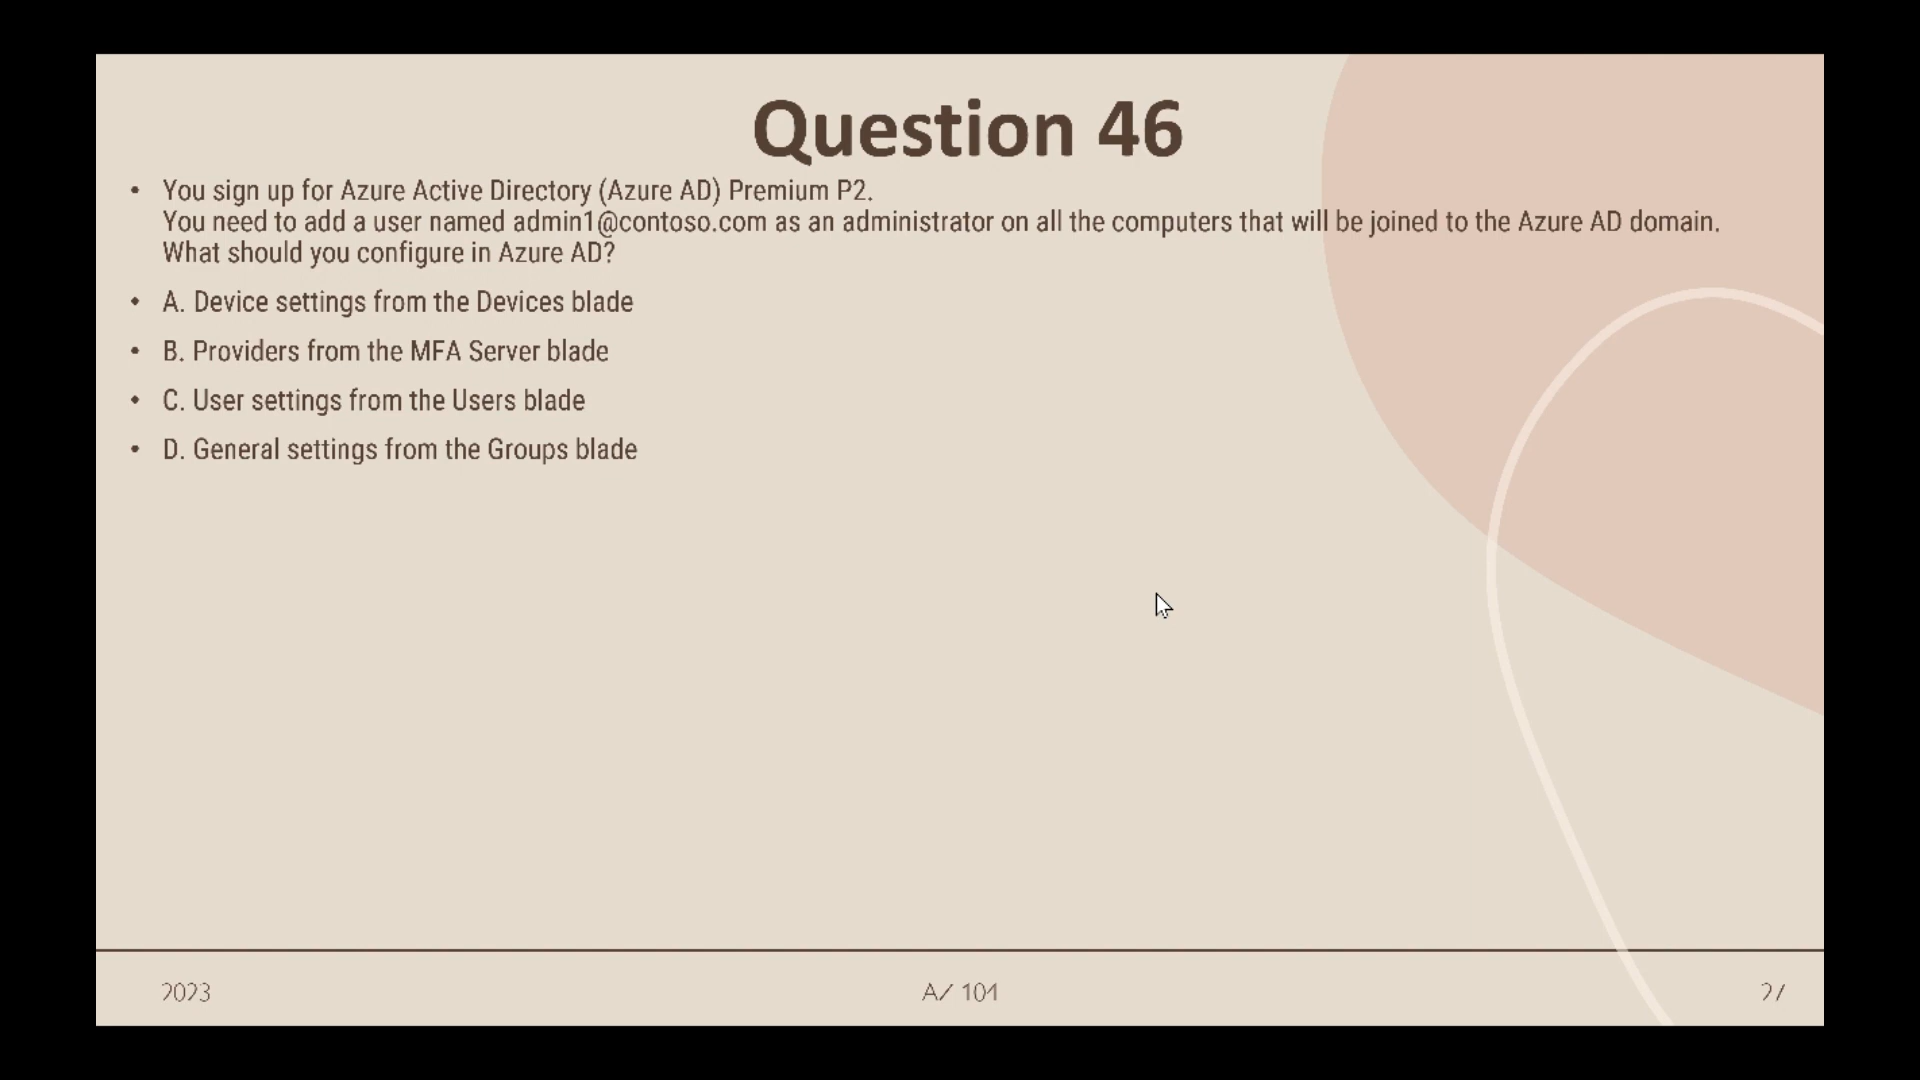 Question 46
• You sign up for Azure Active Directory (Azure AD) Premium P2.
You need to add a user named admin1@contoso.com as an administrator on all the computers that will be joined to the Azure AD domain.
What should you configure in Azure AD?
• A. Device settings from the Devices blade
• B. Providers from the MFA Server blade
• C. User settings from the Users blade
• D. General settings from the Groups blade
2023